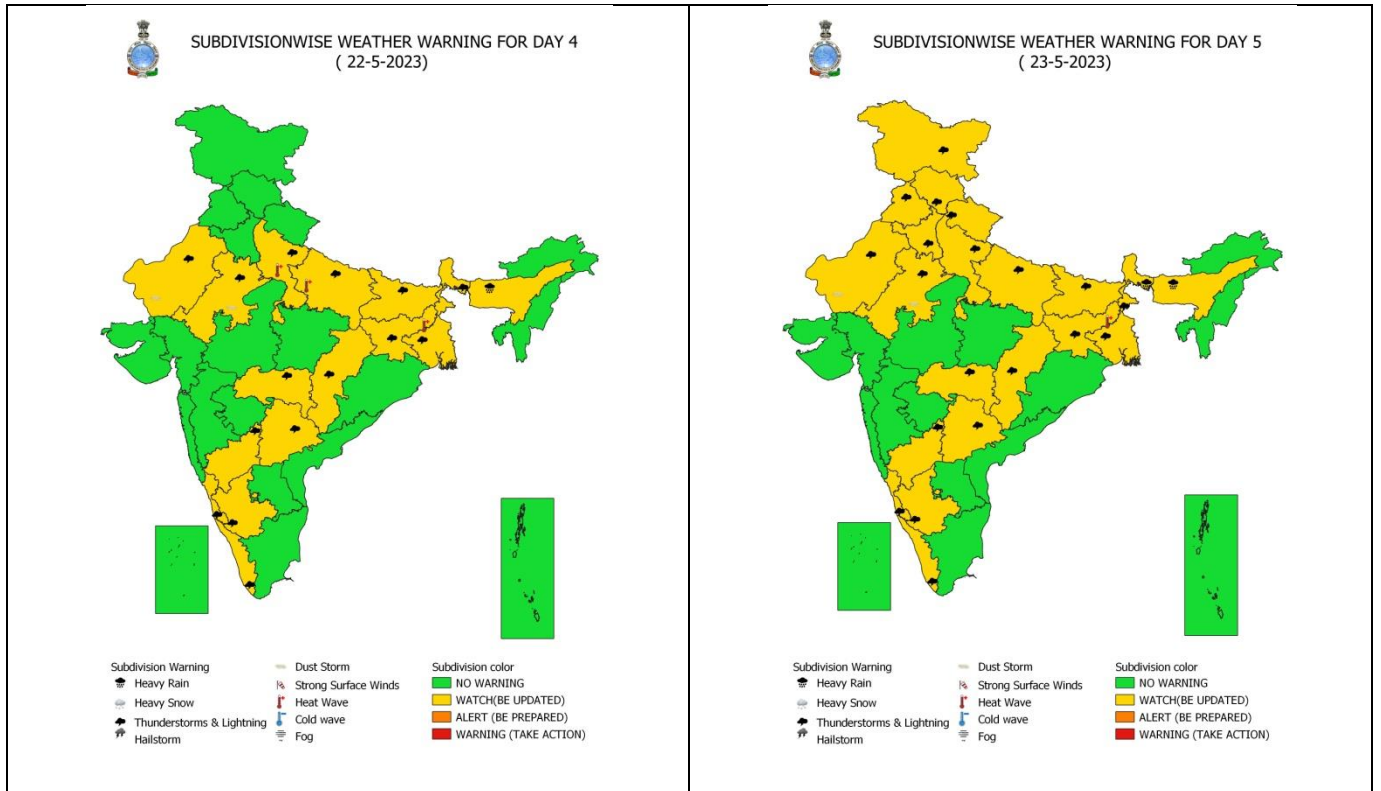 SUBDIVISIONWISE WEATHER WARNING FOR DAY 4
( 22-5-2023)
Subdivision Warning
Heavy Rain
Heavy Snow
Thunderstorms & Lightning
Hailstorm
Dust Storm
Strong Surface Winds
Heat Wave
Cold wave
Fog
Subdivision color
NO WARNING
WATCH(BE UPDATED)
ALERT (BE PREPARED)
WARNING (TAKE ACTION)
SUBDIVISIONWISE WEATHER WARNING FOR DAY 5
( 23-5-2023)
Subdivision Warning
Heavy Rain
Heavy Snow
Thunderstorms & Lightning
Hailstorm
Dust Storm
Strong Surface Winds
Heat Wave
Cold wave
Fog
Subdivision color
NO WARNING
WATCH(BE UPDATED)
ALERT (BE PREPARED)
WARNING (TAKE ACTION)